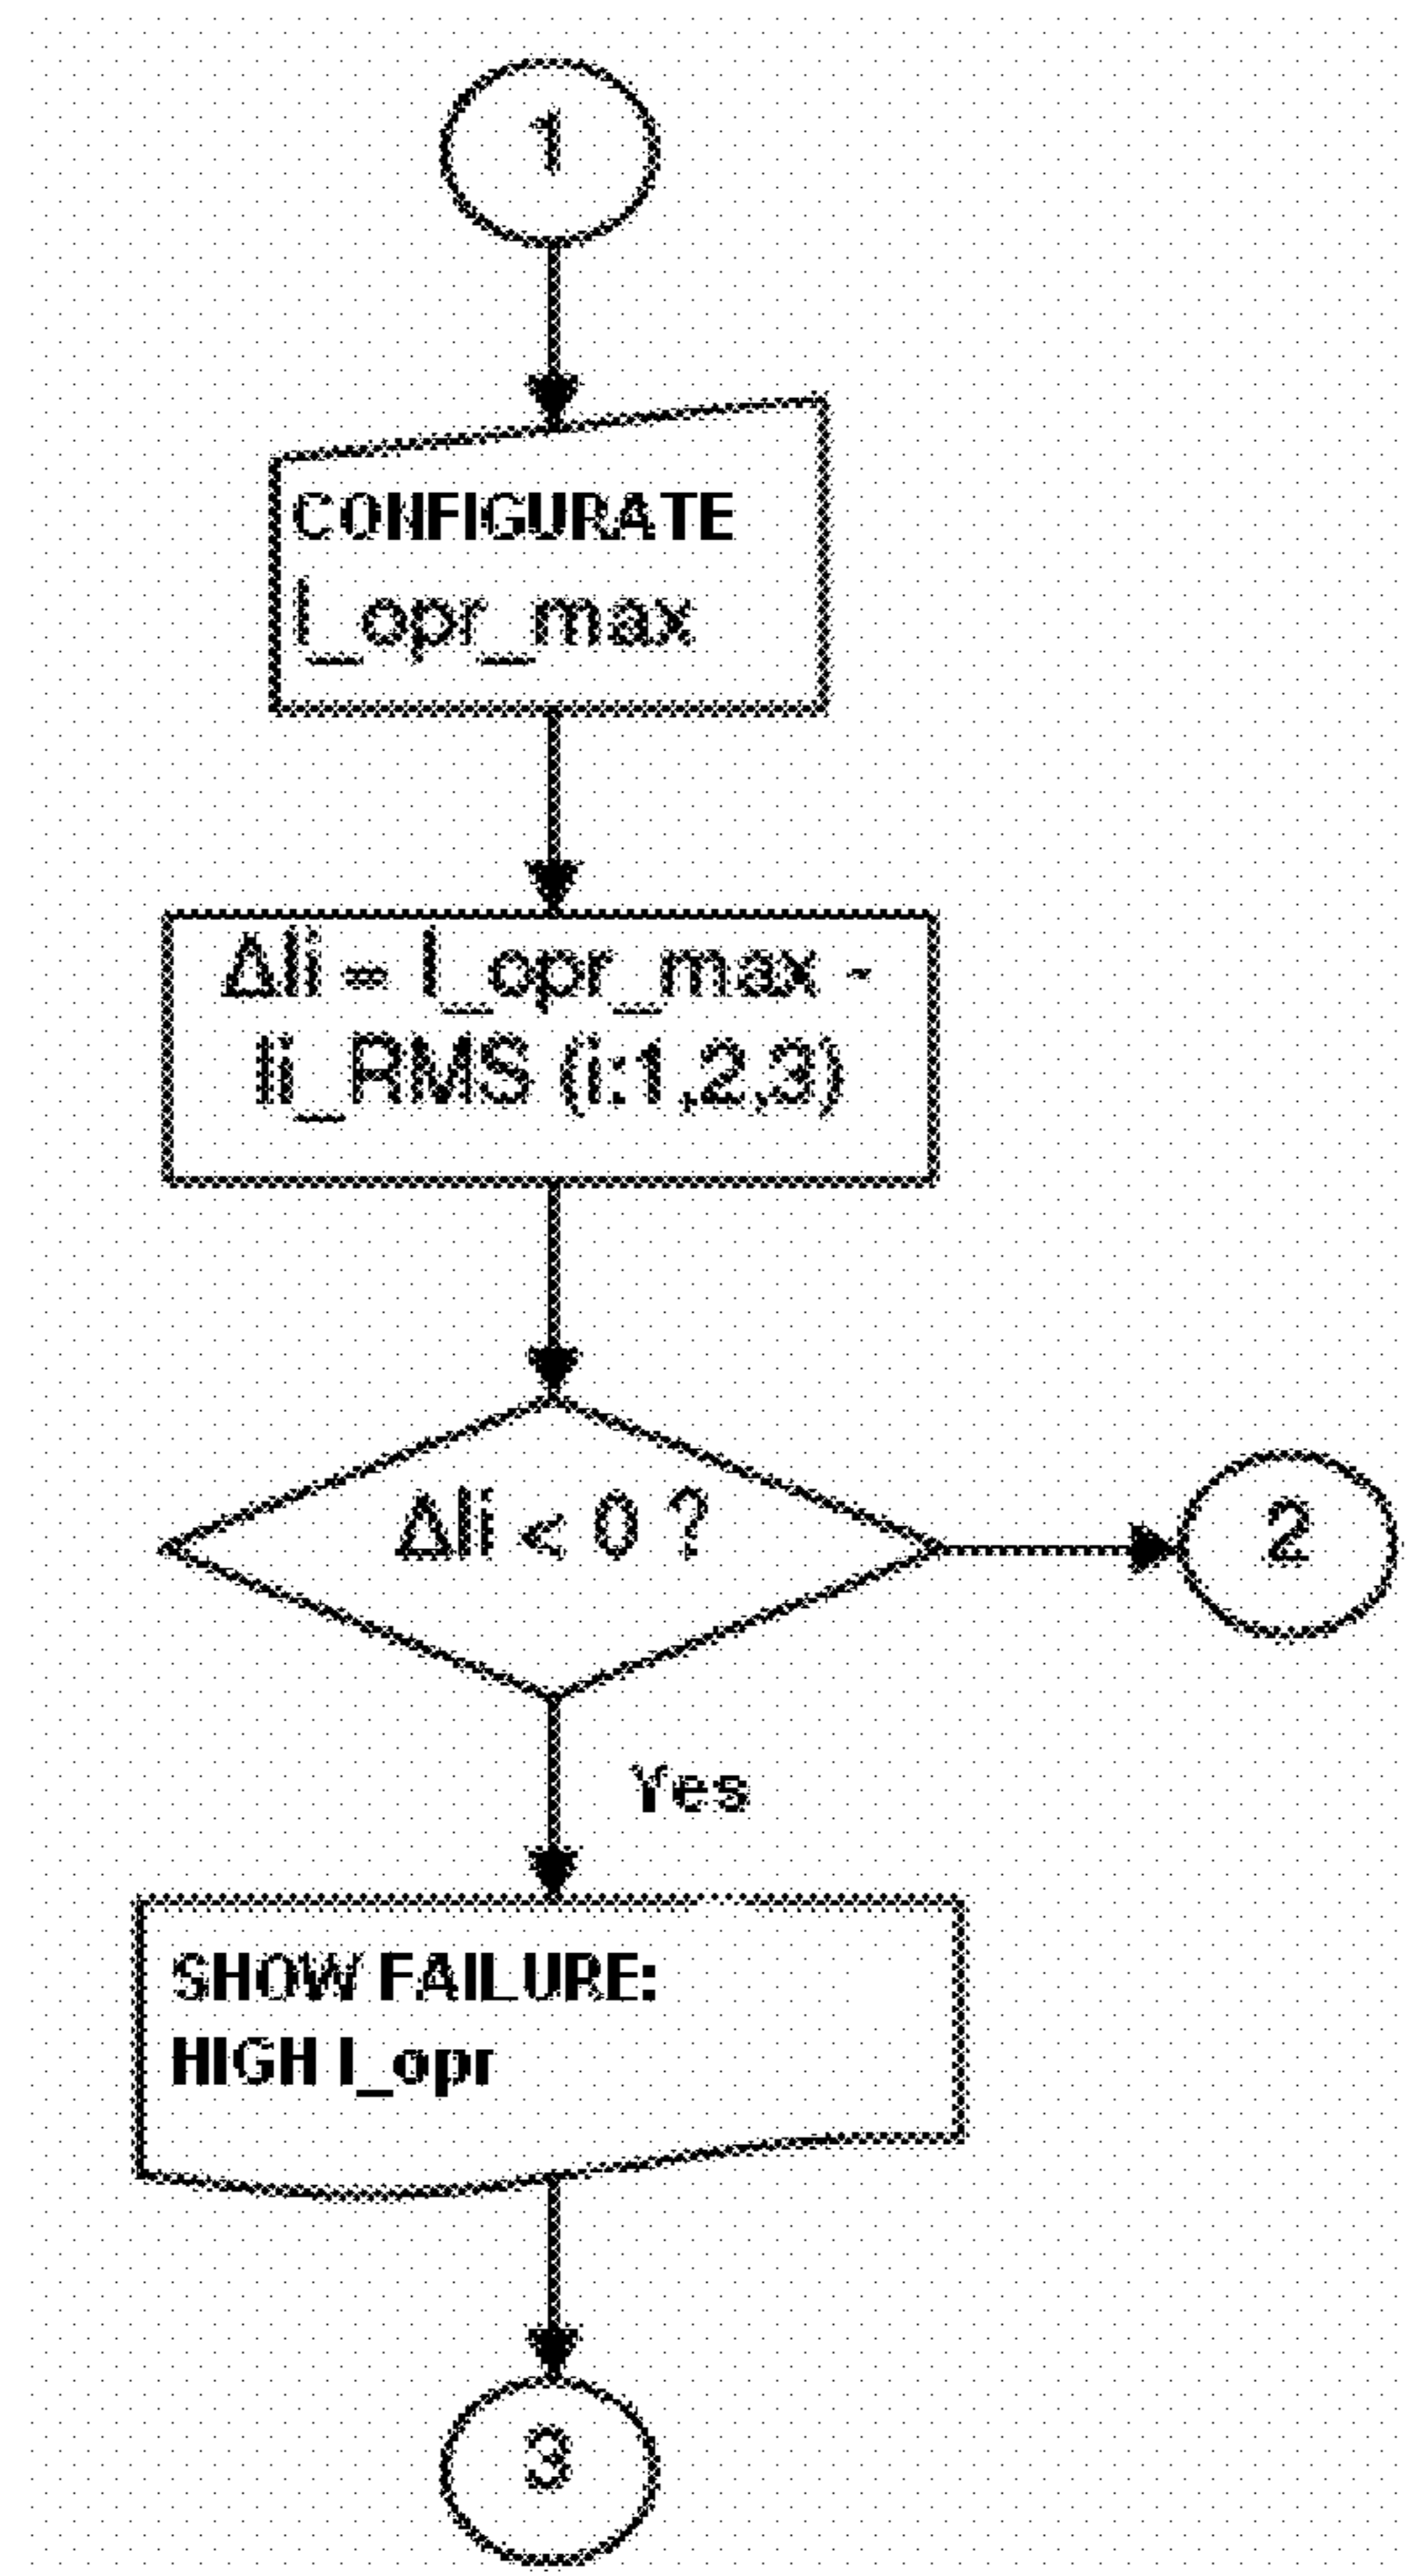 1
CONFIGURATE
I_opr_max
ΔIi = I_opr_max -
Ii_RMS (i:1,2,3)
ΔIi < 0 ?
2
Yes
SHOW FAILURE:
HIGH I_opr
3